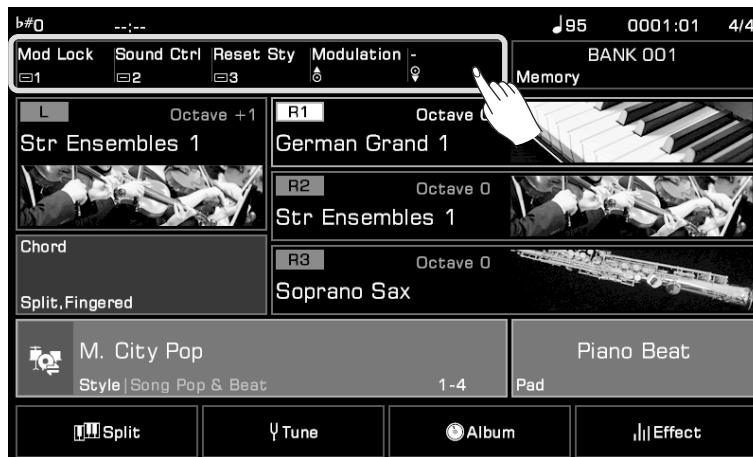 ♭#0 --:-- ♩95 0001:01 4/4
Mod Lock Sound Ctrl Reset Sty Modulation -
1 2 3
BANK 001
Memory
L Octave +1
Str Ensembles 1
R1 Octave
German Grand 1
R2 Octave 0
Str Ensembles 1
Chord
Split,Fingered
R3 Octave 0
Soprano Sax
M. City Pop
Style|Song Pop & Beat 1-4
Piano Beat
Pad
Split Tune Album Effect